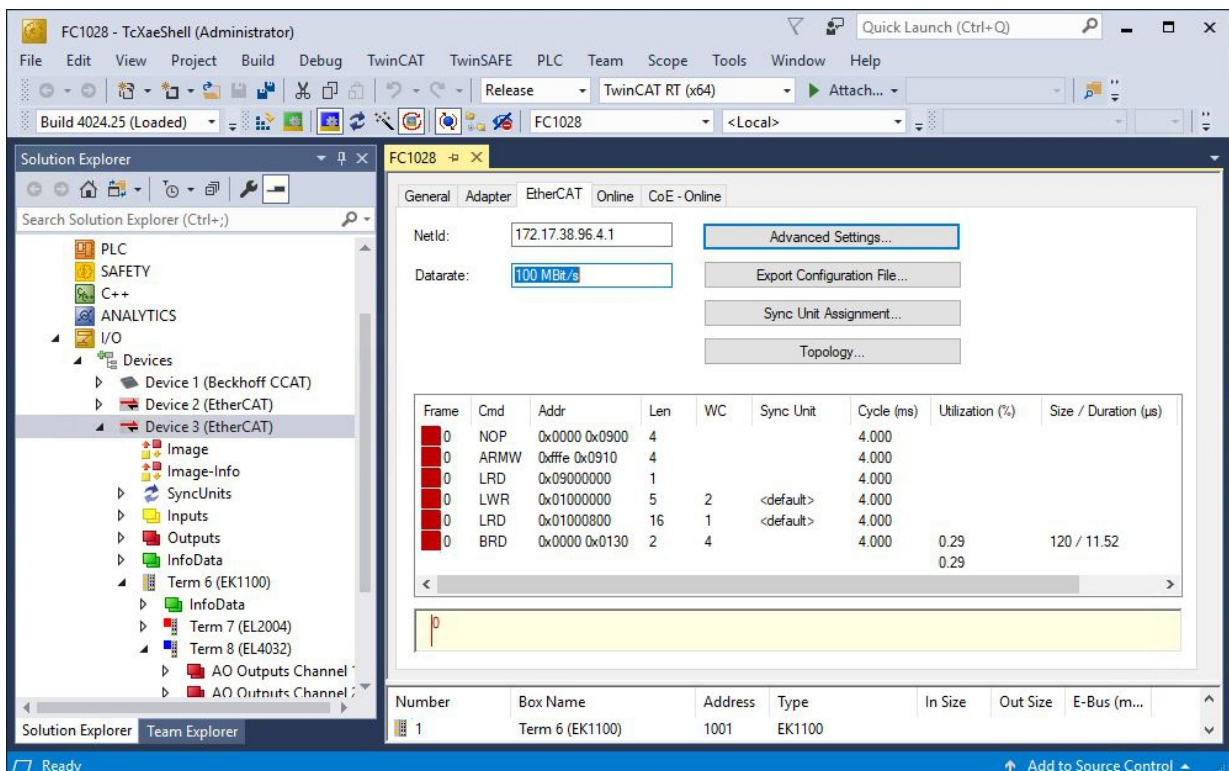 FC1028 - TcXaeShell (Administrator)
Quick Launch (Ctrl+Q)
File Edit View Project Build Debug TwinCAT TwinSAFE PLC Team Scope Tools Window Help
Release TwinCAT RT (x64) Attach...
Build 4024.25 (Loaded) FC1028 <Local>
Solution Explorer
Search Solution Explorer (Ctrl+;)
PLC
SAFETY
C++
ANALYTICS
I/O
Devices
Device 1 (Beckhoff CCAT)
Device 2 (EtherCAT)
Device 3 (EtherCAT)
Image
Image-Info
SyncUnits
Inputs
Outputs
InfoData
Term 6 (EK1100)
InfoData
Term 7 (EL2004)
Term 8 (EL4032)
AO Outputs Channel 1
AO Outputs Channel 2
Solution Explorer Team Explorer
FC1028
General Adapter EtherCAT Online CoE - Online
NetId: 172.17.38.96.4.1 Advanced Settings...
Datarate: 100 MBit/s Export Configuration File...
Sync Unit Assignment...
Topology...
Frame Cmd Addr Len WC Sync Unit Cycle (ms) Utilization (%) Size / Duration (µs)
0 NOP 0x0000 0x0900 4 4.000
0 ARMW 0xfffe 0x0910 4 4.000
0 LRD 0x09000000 1 4.000
0 LWR 0x01000000 5 2 <default> 4.000
0 LRD 0x01000800 16 1 <default> 4.000
0 BRD 0x0000 0x0130 2 4 4.000 0.29 120 / 11.52
0.29
0
Number Box Name Address Type In Size Out Size E-Bus (m...
1 Term 6 (EK1100) 1001 EK1100
Ready Add to Source Control